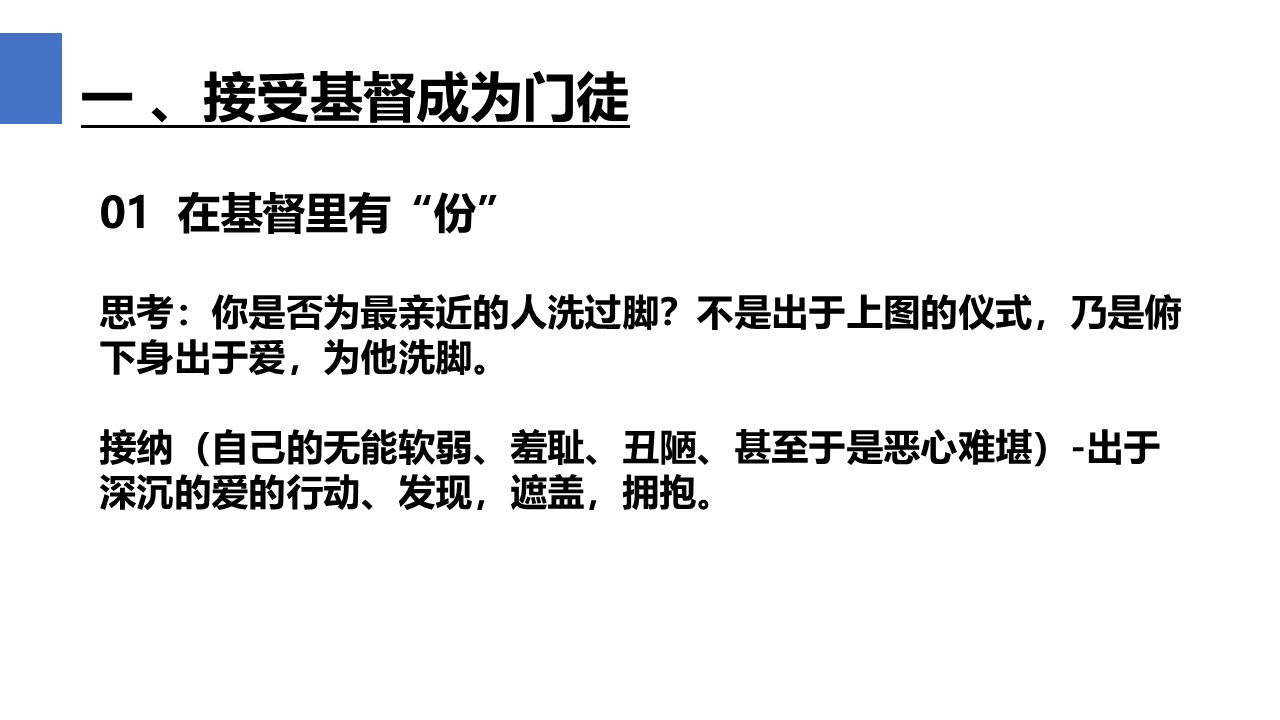 一 、接受基督成为门徒
01 在基督里有“份”
思考：你是否为最亲近的人洗过脚？不是出于上图的仪式，乃是俯
下身出于爱，为他洗脚。
接纳（自己的无能软弱、羞耻、丑陋、甚至于是恶心难堪）-出于
深沉的爱的行动、发现，遮盖，拥抱。